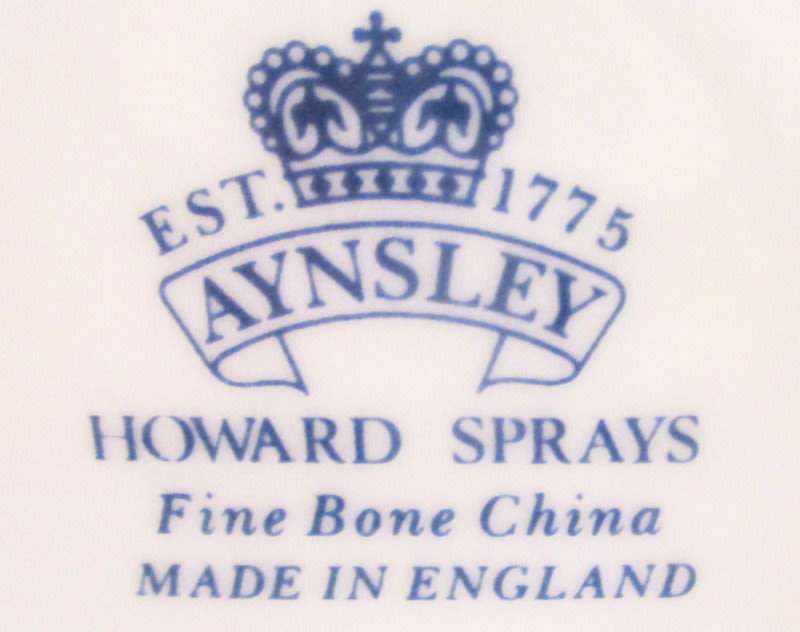 EST. 1775
AYNSLEY
HOWARD SPRAYS
Fine Bone China
MADE IN ENGLAND